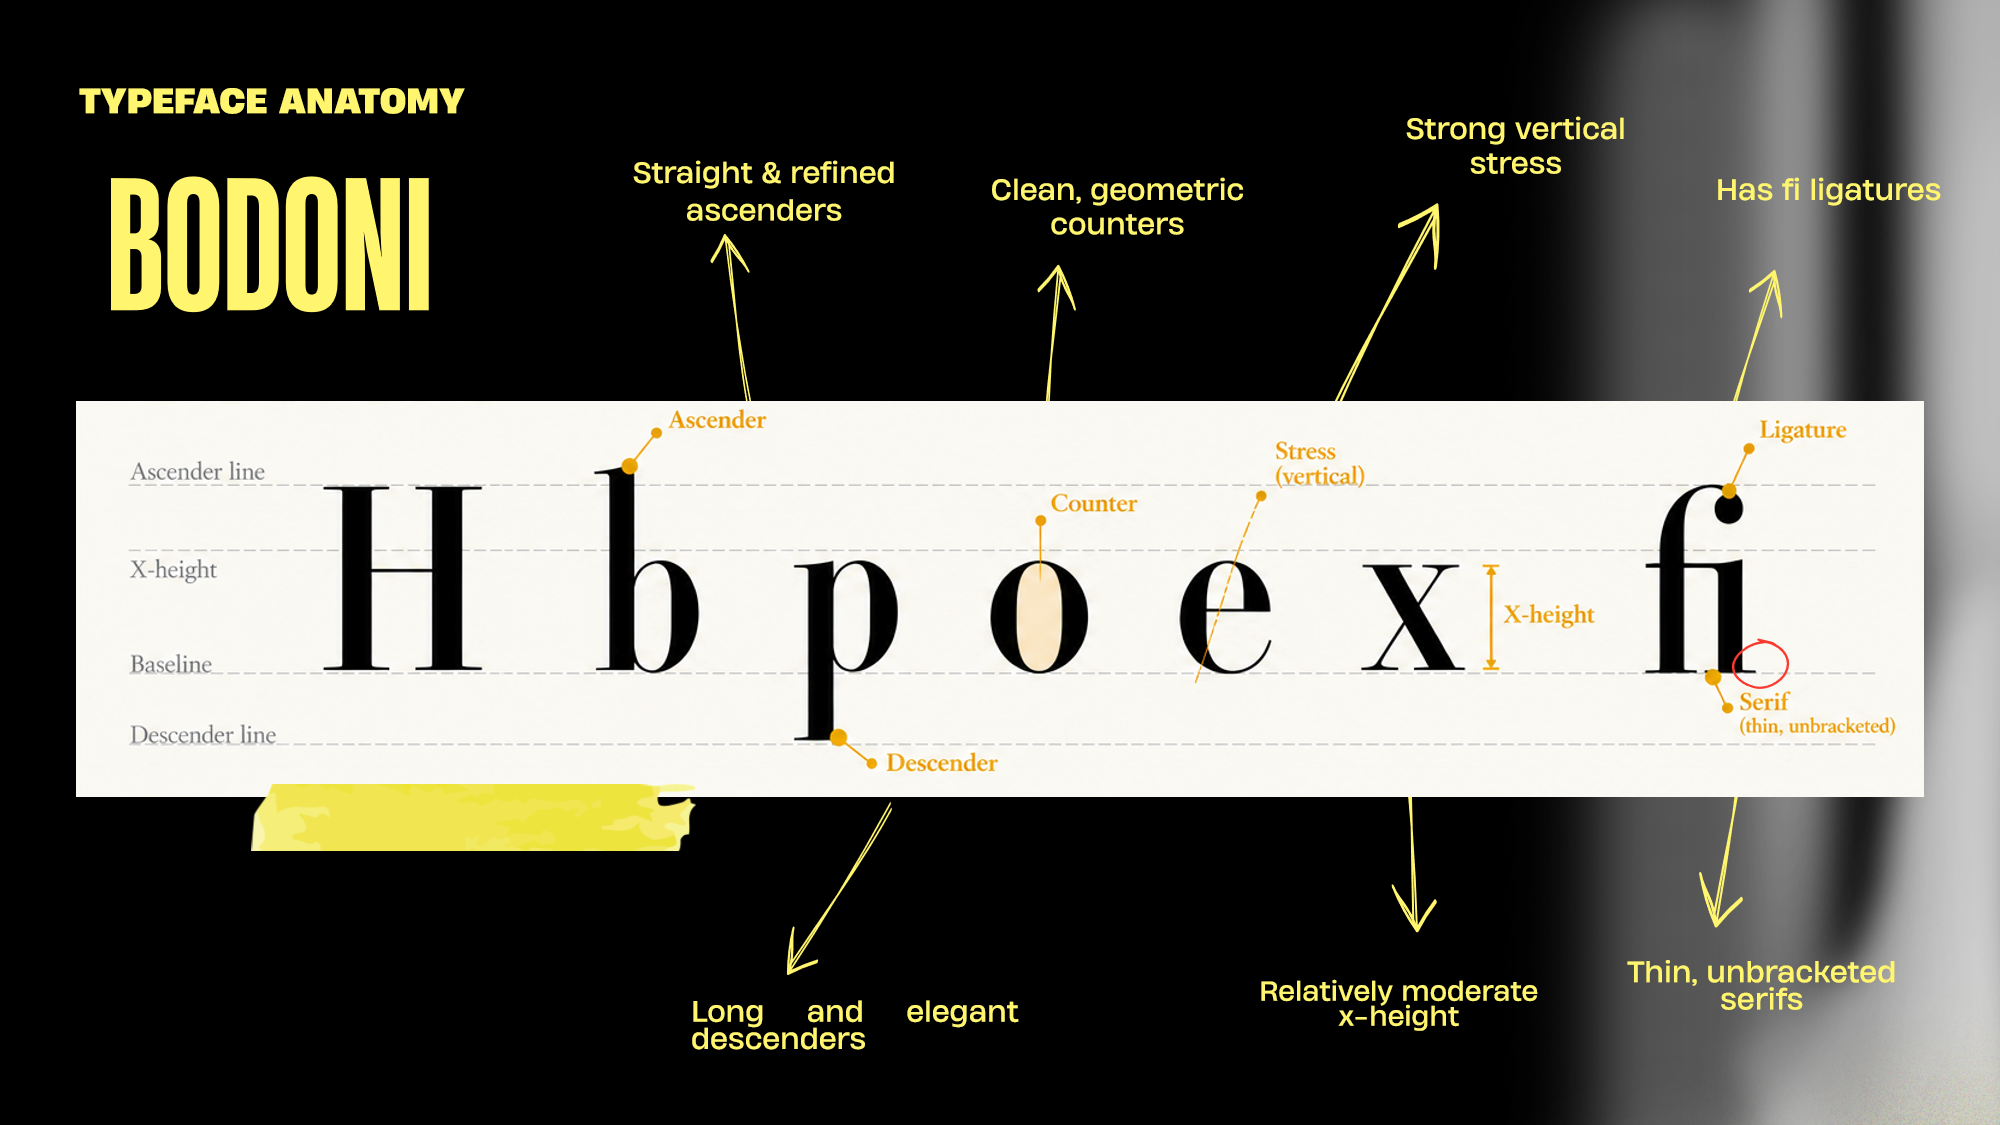 TYPEFACE ANATOMY
BODONI
Straight & refined
ascenders
Clean, geometric
counters
Strong vertical
stress
Has fi ligatures
Ascender
Ligature
Stress
(vertical)
Ascender line
Counter
X-height
X-height
Baseline
Descender line
H b p o e x fi
Serif
(thin, unbracketed)
Descender
Long and elegant
descenders
Relatively moderate
x-height
Thin, unbracketed
serifs